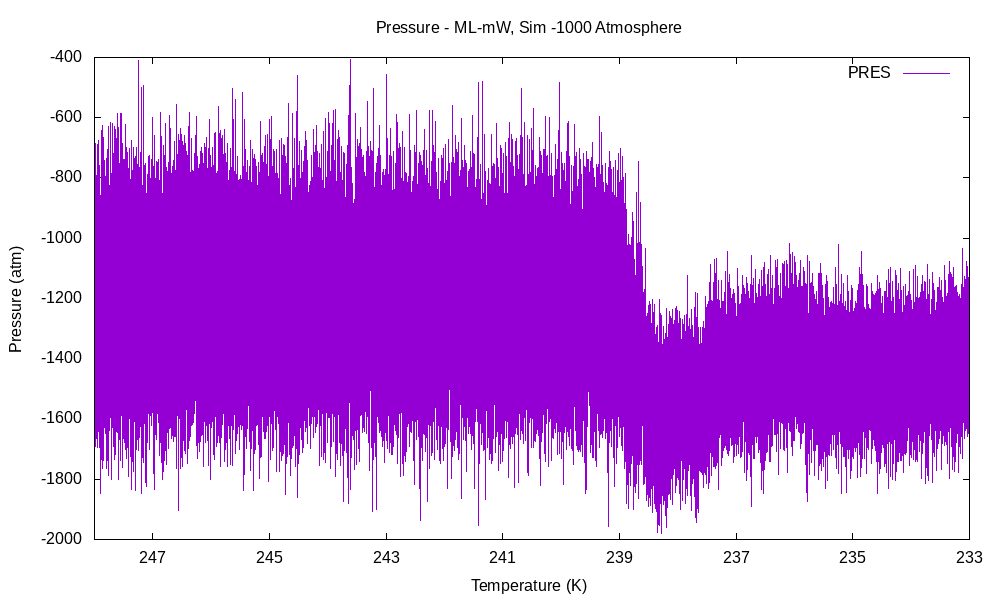 Pressure - ML-mW, Sim -1000 Atmosphere
PRES
-400
-600
-800
-1000
-1200
-1400
-1600
-1800
-2000
Pressure (atm)
247 245 243 241 239 237 235 233
Temperature (K)